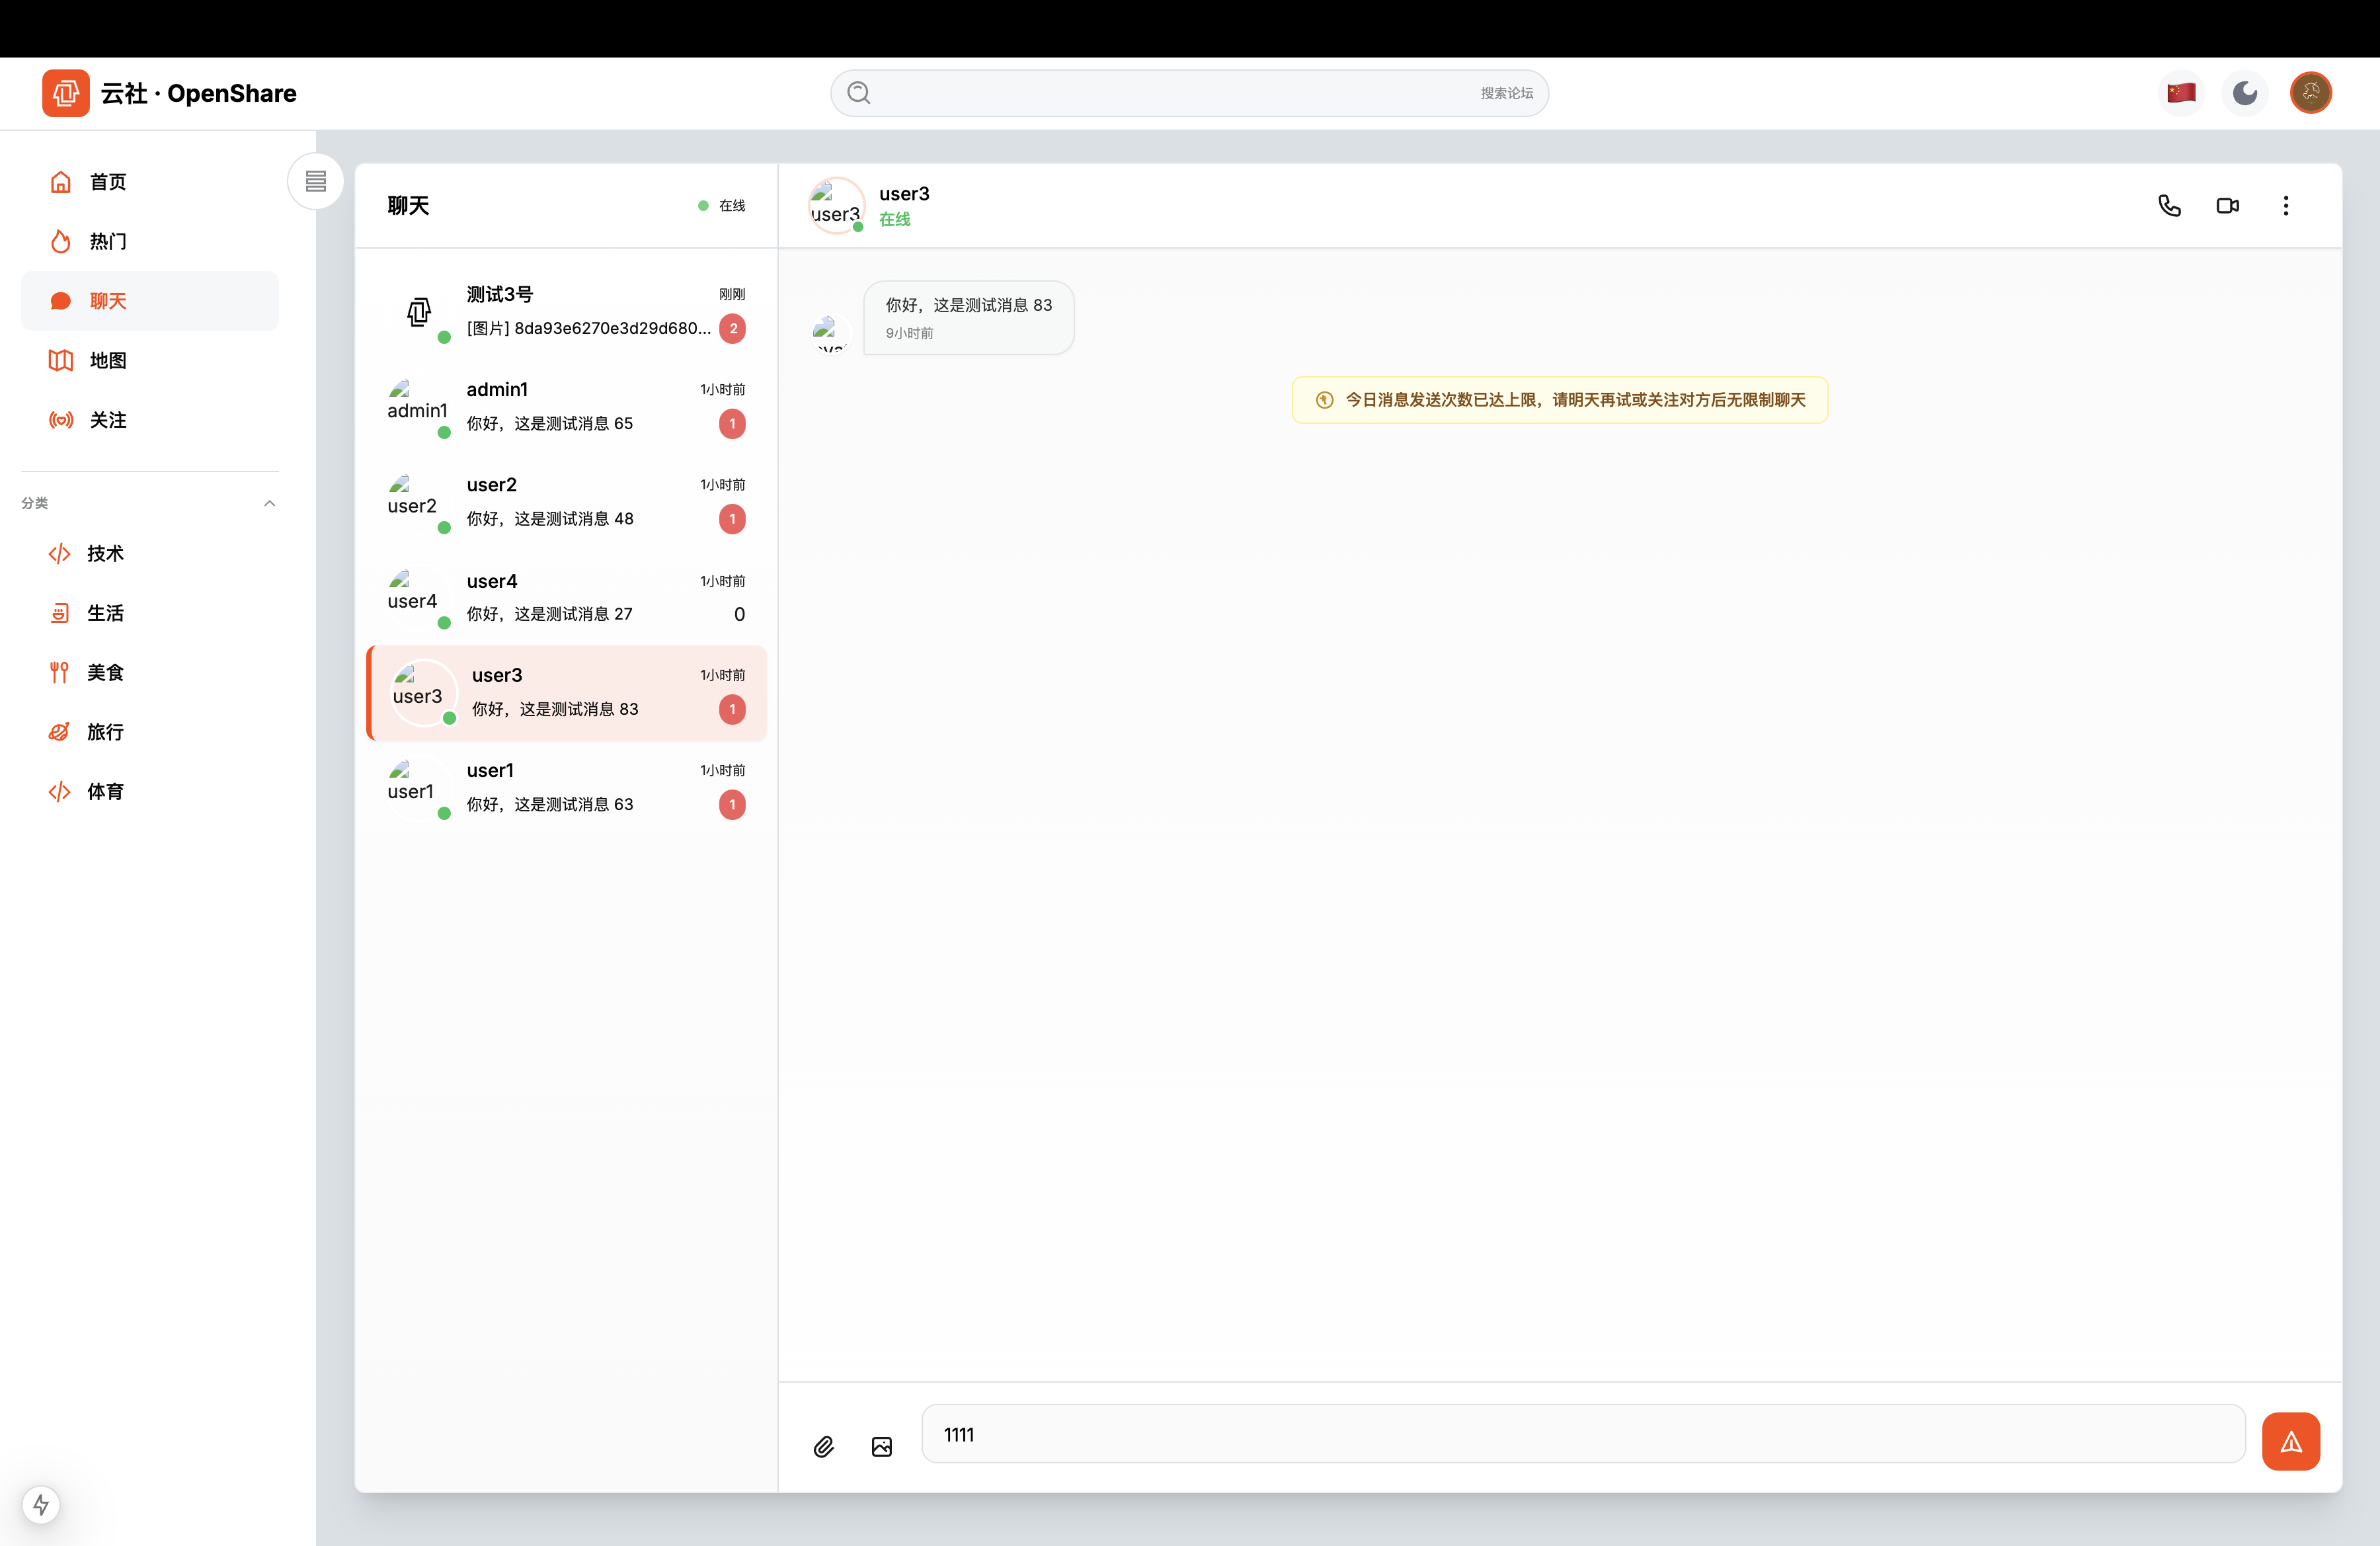 云社 · OpenShare
搜索论坛
首页
热门
聊天
地图
关注
分类
技术
生活
美食
旅行
体育
聊天
在线
测试3号
刚刚
[图片] 8da93e6270e3d29d680...
2
admin1
admin1
1小时前
你好，这是测试消息 65
1
user2
user2
1小时前
你好，这是测试消息 48
1
user4
user4
1小时前
你好，这是测试消息 27
0
user3
user3
1小时前
你好，这是测试消息 83
1
user1
user1
1小时前
你好，这是测试消息 63
1
user3
user3
在线
你好，这是测试消息 83
9小时前
今日消息发送次数已达上限，请明天再试或关注对方后无限制聊天
1111